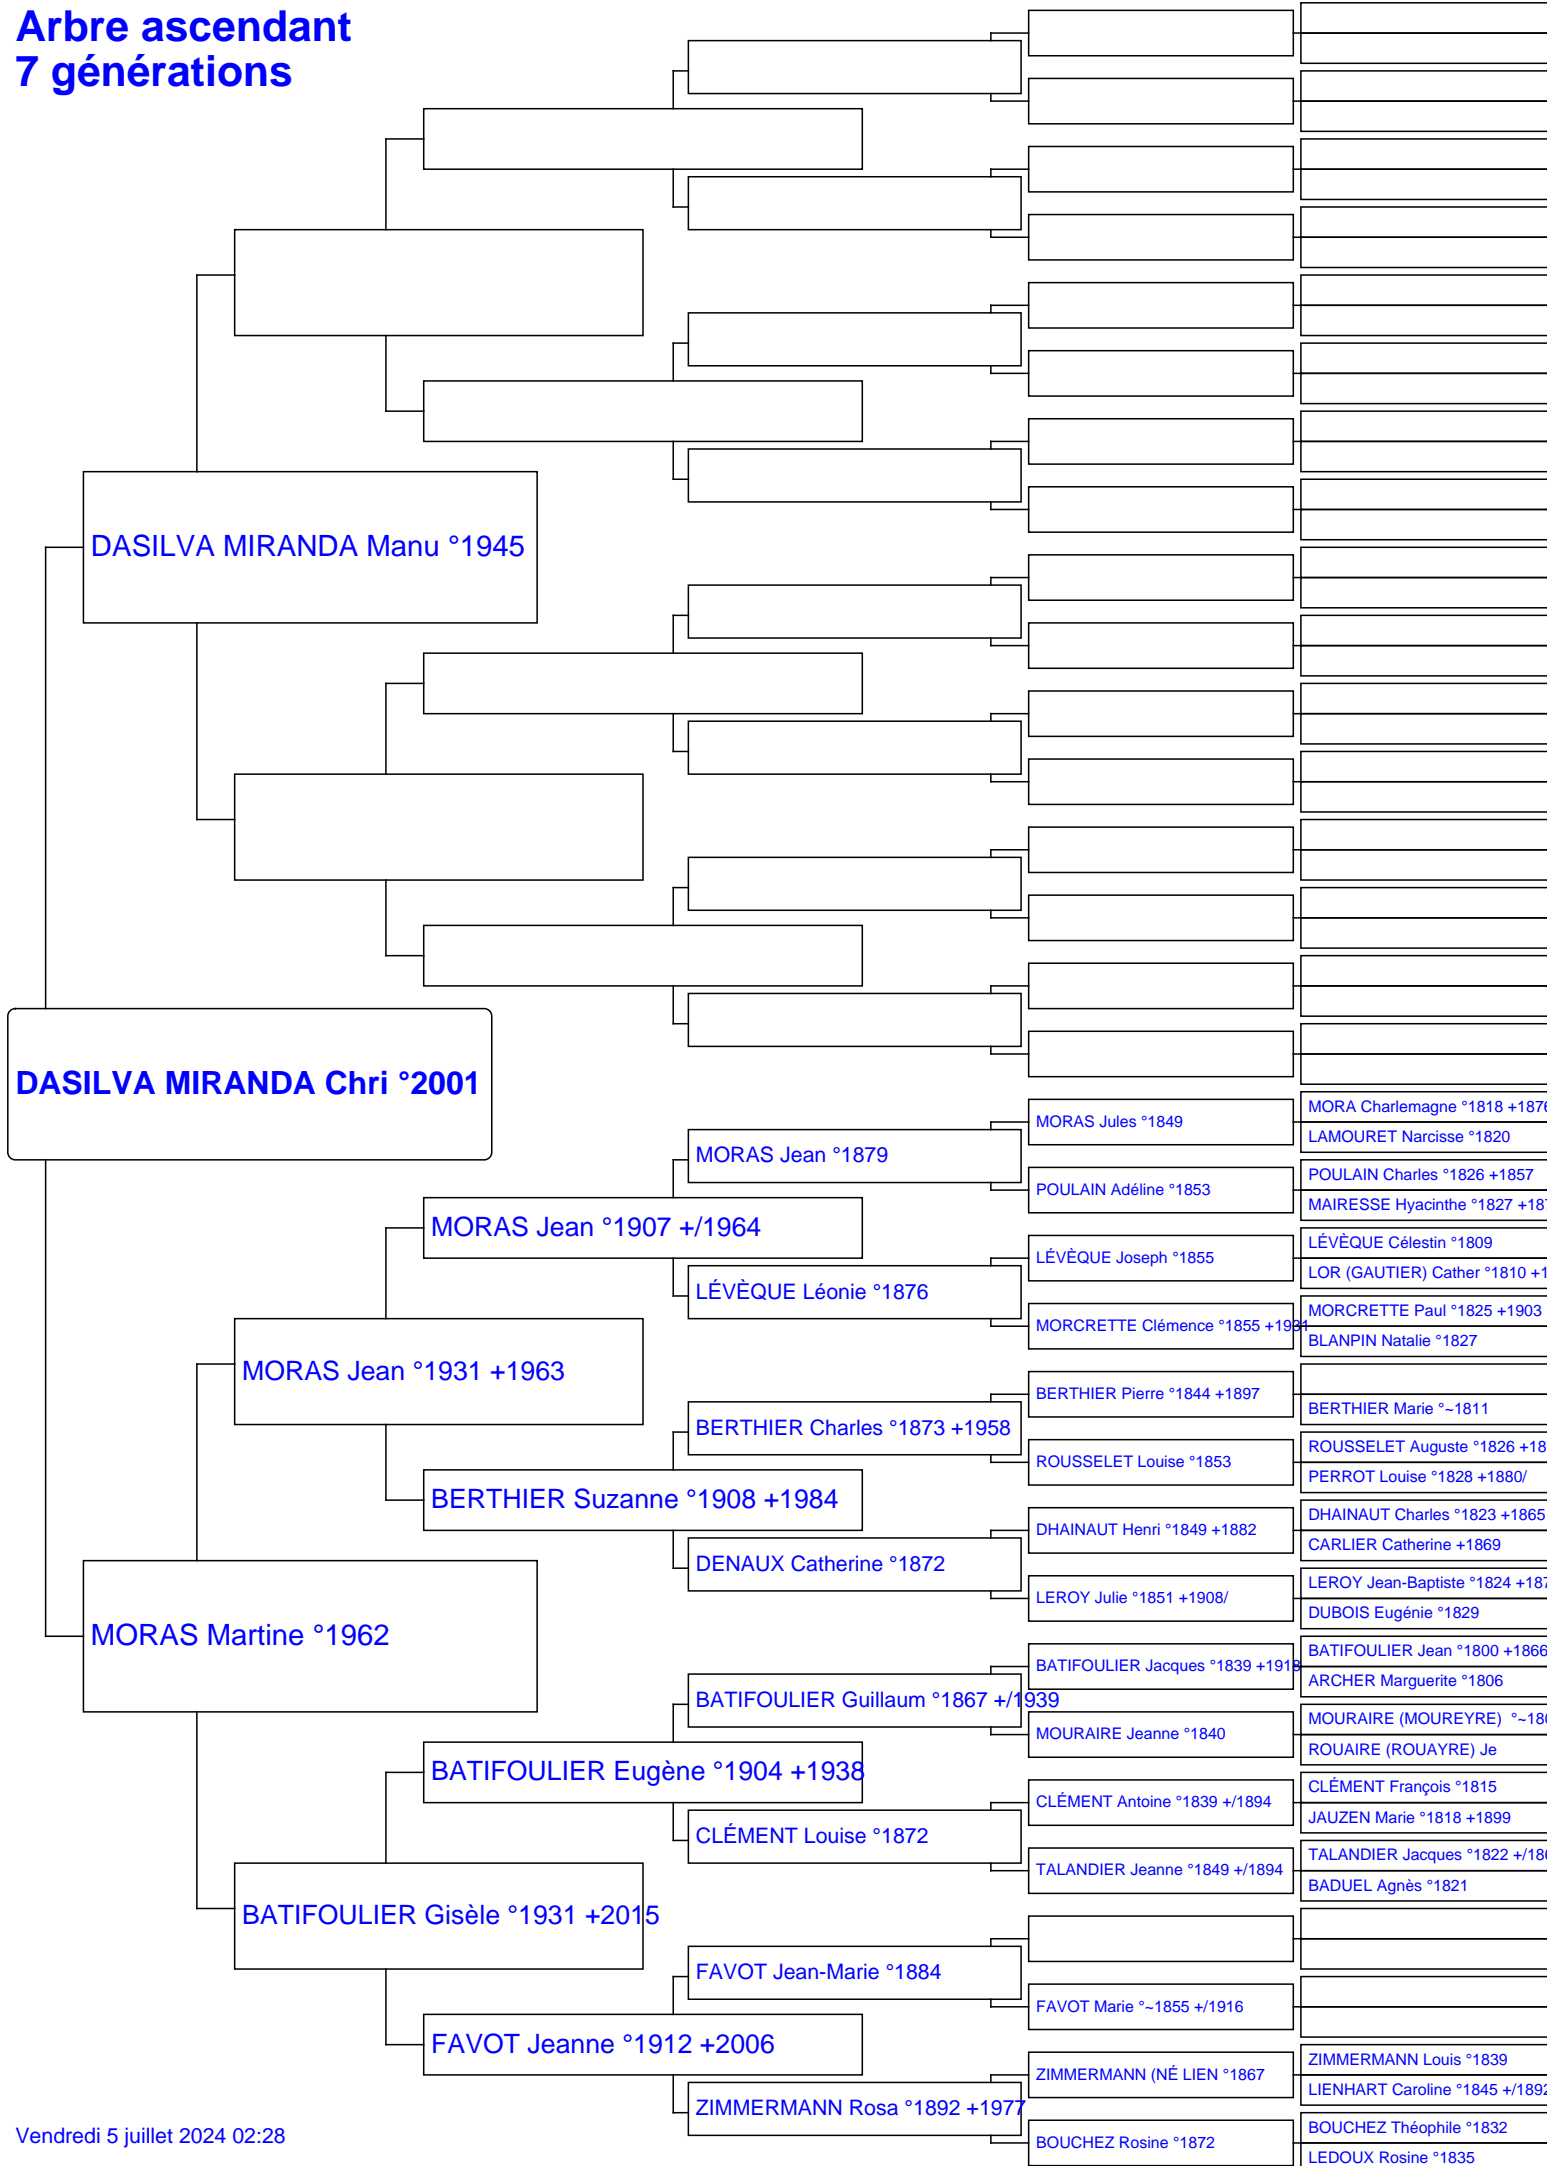 Arbre ascendant
7 générations
DASILVA MIRANDA Manu °1945
DASILVA MIRANDA Chri °2001
MORAS Martine °1962
MORAS Jean °1931 +1963
BATIFOULIER Gisèle °1931 +2015
MORAS Jean °1907 +/1964
BERTHIER Suzanne °1908 +1984
BATIFOULIER Eugène °1904 +1938
FAVOT Jeanne °1912 +2006
MORAS Jean °1879
LÉVÈQUE Léonie °1876
BERTHIER Charles °1873 +1958
DENAUX Catherine °1872
BATIFOULIER Guillaum °1867 +/1939
CLÉMENT Louise °1872
FAVOT Jean-Marie °1884
ZIMMERMANN Rosa °1892 +1977
MORAS Jules °1849
POULAIN Adéline °1853
LÉVÈQUE Joseph °1855
MORCRETTE Clémence °1855 +1931
BERTHIER Pierre °1844 +1897
ROUSSELET Louise °1853
DHAINAUT Henri °1849 +1882
LEROY Julie °1851 +1908/
BATIFOULIER Jacques °1839 +1918
MOURAIRE Jeanne °1840
CLÉMENT Antoine °1839 +/1894
TALANDIER Jeanne °1849 +/1894
FAVOT Marie °~1855 +/1916
ZIMMERMANN (NÉ LIEN °1867
BOUCHEZ Rosine °1872
MORA Charlemagne °1818 +1876
LAMOURET Narcisse °1820
POULAIN Charles °1826 +1857
MAIRESSE Hyacinthe °1827 +187
LÉVÈQUE Célestin °1809
LOR (GAUTIER) Cather °1810 +1
MORCRETTE Paul °1825 +1903
BLANPIN Natalie °1827
BERTHIER Marie °~1811
ROUSSELET Auguste °1826 +18
PERROT Louise °1828 +1880/
DHAINAUT Charles °1823 +1865
CARLIER Catherine +1869
LEROY Jean-Baptiste °1824 +187
DUBOIS Eugénie °1829
BATIFOULIER Jean °1800 +1866
ARCHER Marguerite °1806
MOURAIRE (MOUREYRE) °~180
ROUAIRE (ROUAYRE) Je
CLÉMENT François °1815
JAUZEN Marie °1818 +1899
TALANDIER Jacques °1822 +/186
BADUEL Agnès °1821
ZIMMERMANN Louis °1839
LIENHART Caroline °1845 +/1892
BOUCHEZ Théophile °1832
LEDOUX Rosine °1835
Vendredi 5 juillet 2024 02:28